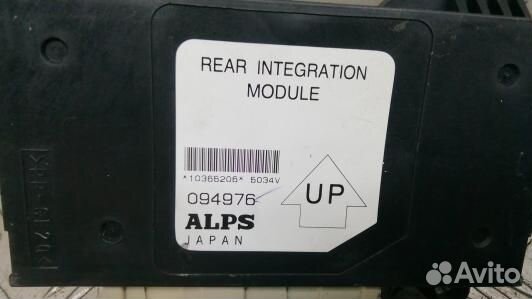 REAR INTEGRATION
MODULE
*10365206* 5034V
094976
UP
ALPS
JAPAN
Avito